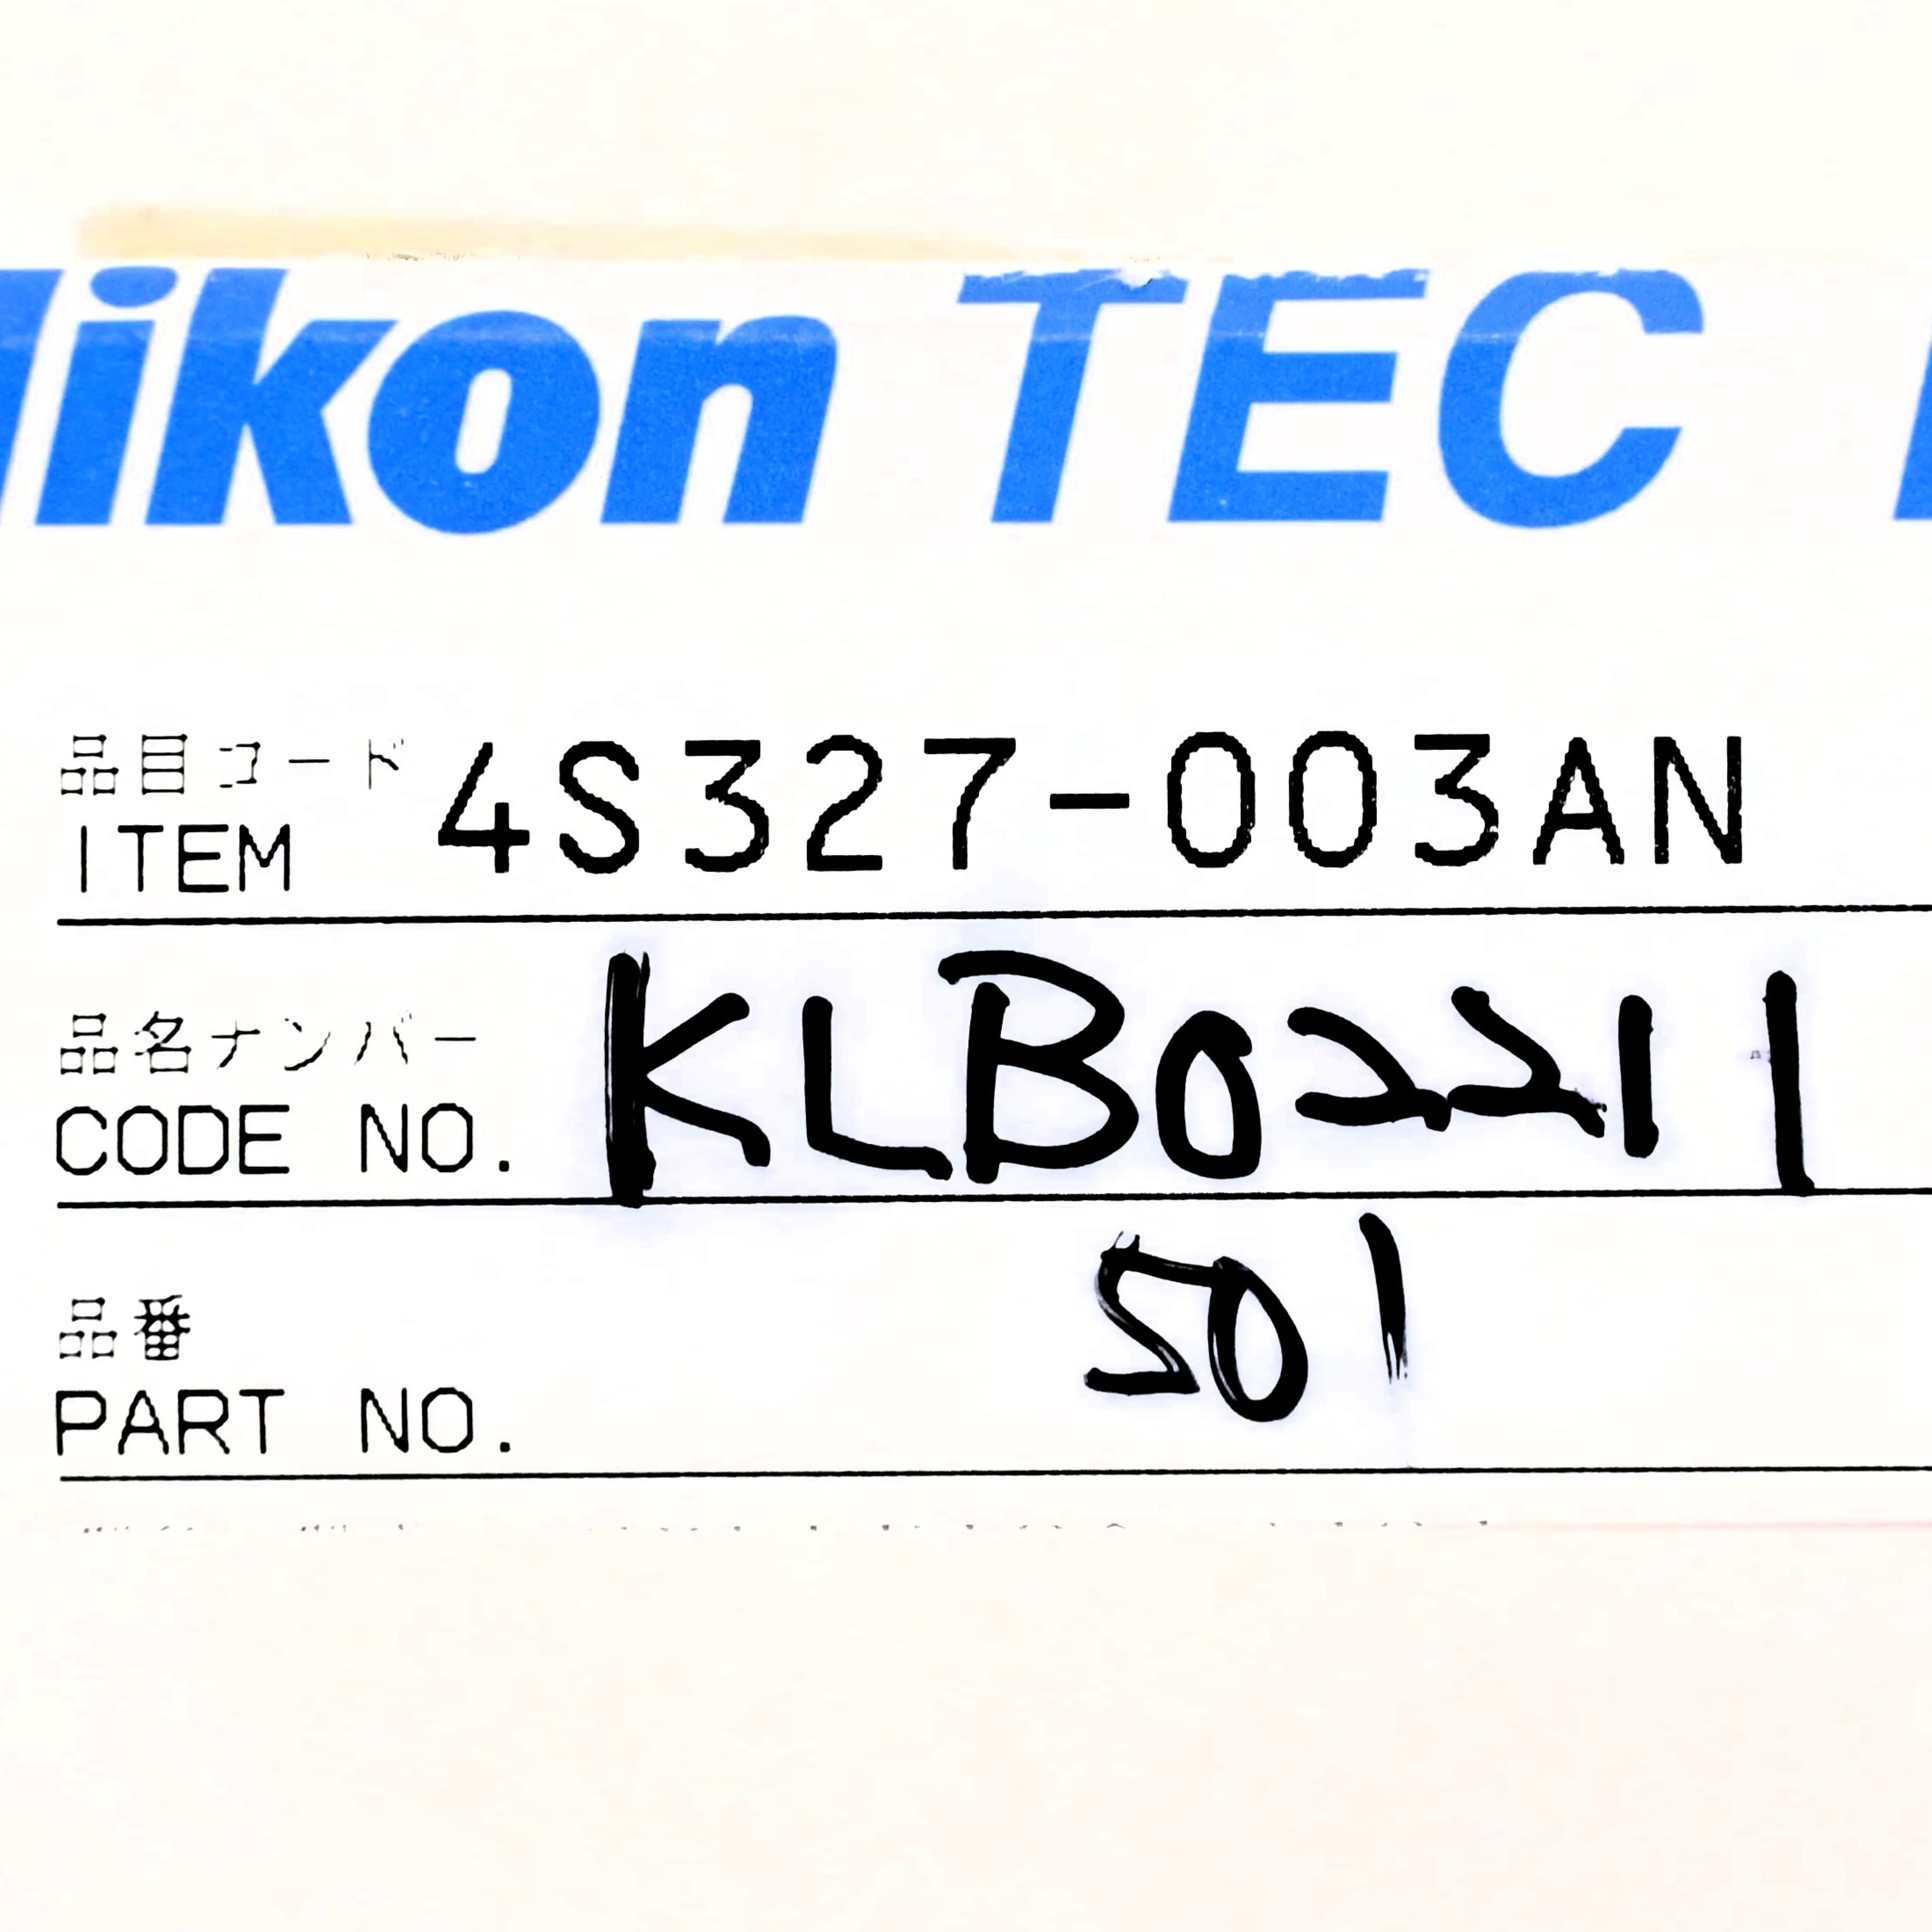 Nikon TEC
品目コード 4S327-003AN
ITEM
品名ナンバー
CODE NO. KLB02211
501
品番
PART NO.